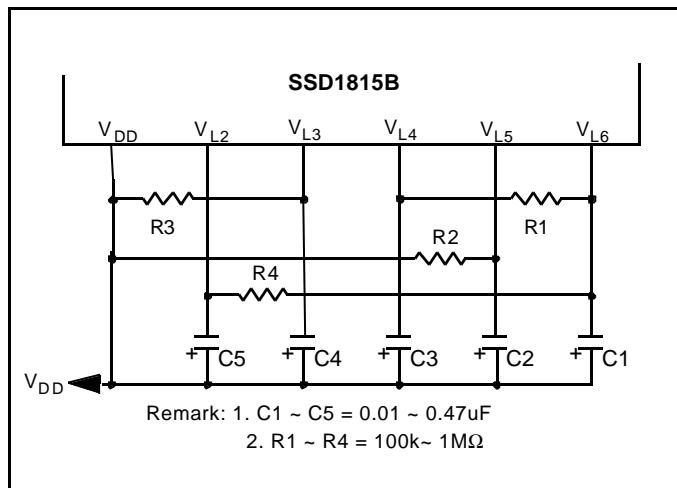 SSD1815B
VDD VL2 VL3 VL4 VL5 VL6
R3 R1
R2
R4
+ C5 + C4 + C3 + C2 + C1
VDD
Remark: 1. C1 ~ C5 = 0.01 ~ 0.47uF
2. R1 ~ R4 = 100k~ 1MΩ